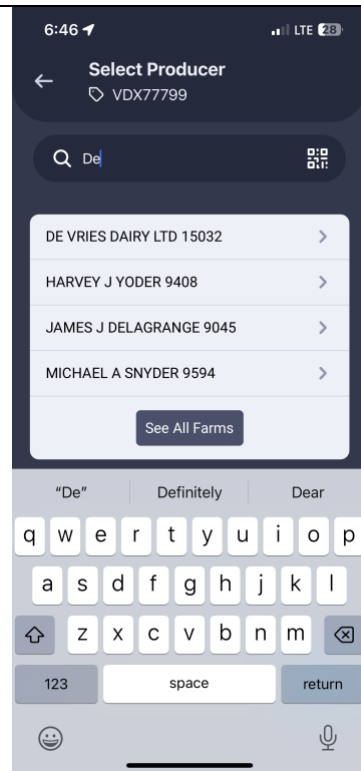 6:46 LTE 28
Select Producer
VDX77799
De
DE VRIES DAIRY LTD 15032
HARVEY J YODER 9408
JAMES J DELAGRANGE 9045
MICHAEL A SNYDER 9594
See All Farms
“De” Definitely Dear
q w e r t y u i o p
a s d f g h j k l
z x c v b n m
123 space return